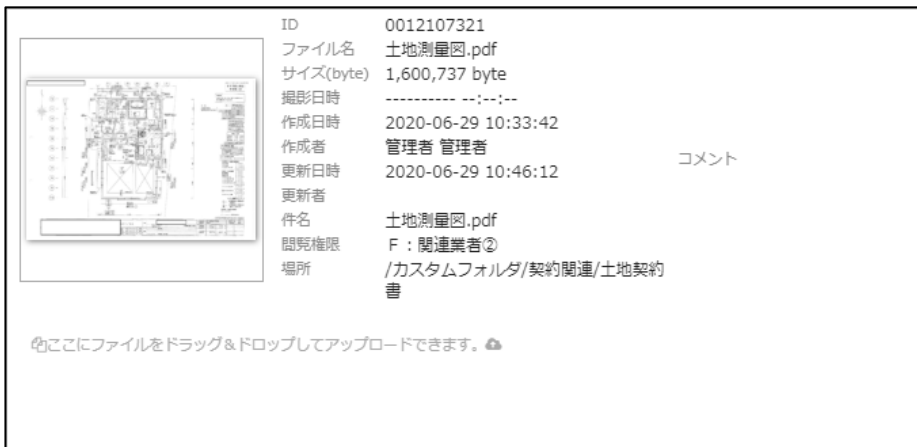 ID 0012107321
ファイル名 土地測量図.pdf
サイズ(byte) 1,600,737 byte
撮影日時 ---------- --:--:--
作成日時 2020-06-29 10:33:42
作成者 管理者 管理者
更新日時 2020-06-29 10:46:12
更新者
件名 土地測量図.pdf
閲覧権限 F：関連業者②
場所 /カスタムフォルダ/契約関連/土地契約
書
コメント
ここにファイルをドラッグ&ドロップしてアップロードできます。